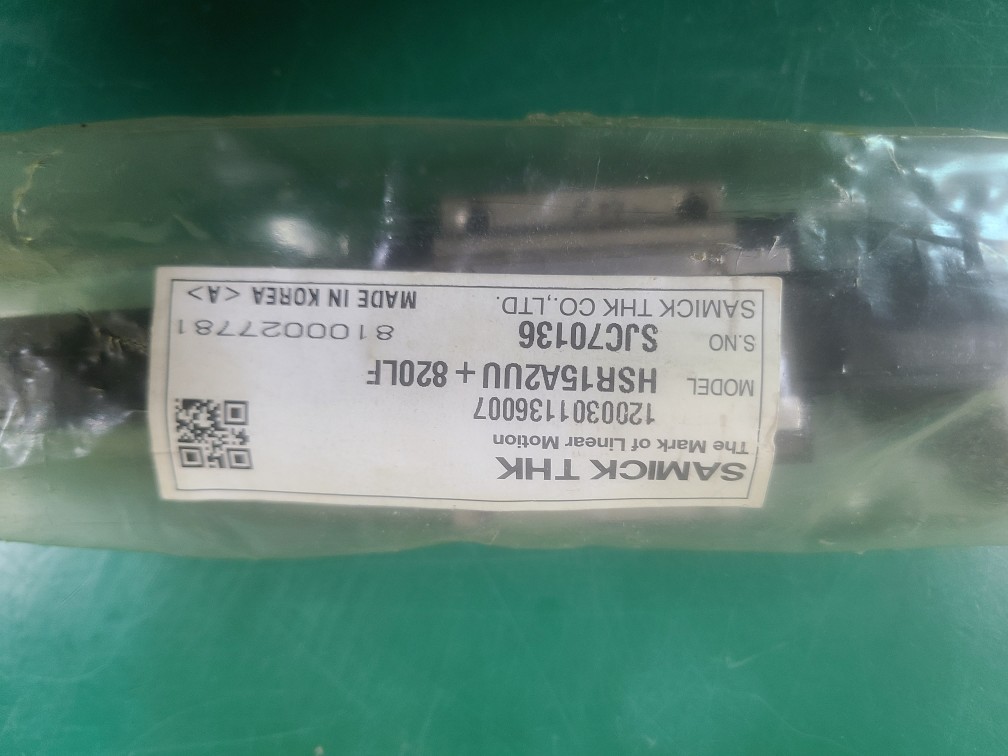 SAMICK THK
The Mark of Linear Motion
1200301136007
MODEL HSR15A2UU + 820LF
S.NO SJC70136 8100027781
SAMICK THK CO.,LTD. MADE IN KOREA <A>